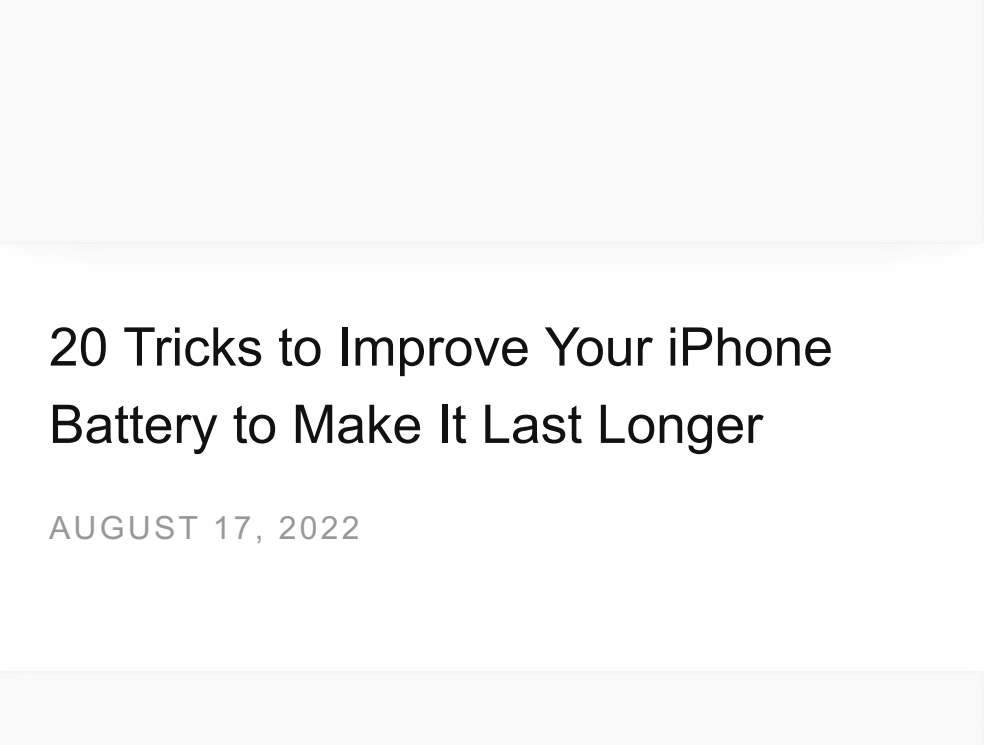 20 Tricks to Improve Your iPhone
Battery to Make It Last Longer
AUGUST 17, 2022